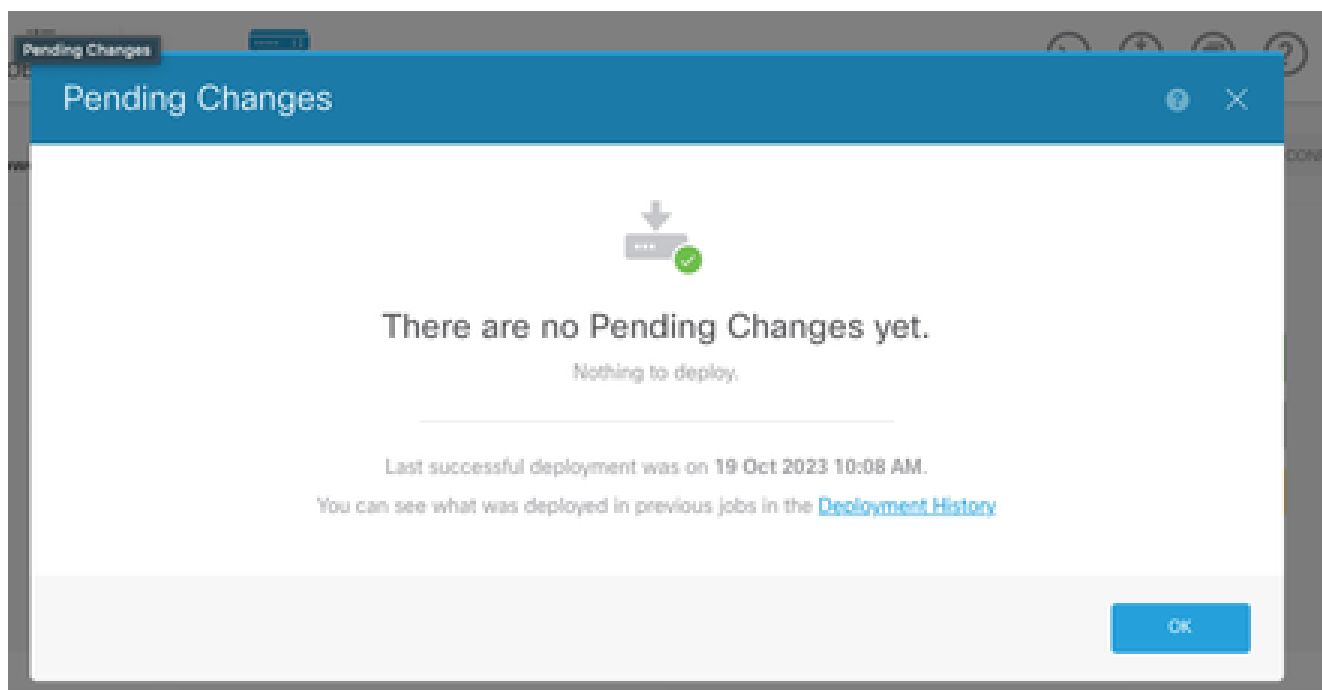 Pending Changes
Pending Changes
There are no Pending Changes yet.
Nothing to deploy.
Last successful deployment was on 19 Oct 2023 10:08 AM.
You can see what was deployed in previous jobs in the Deployment History
OK